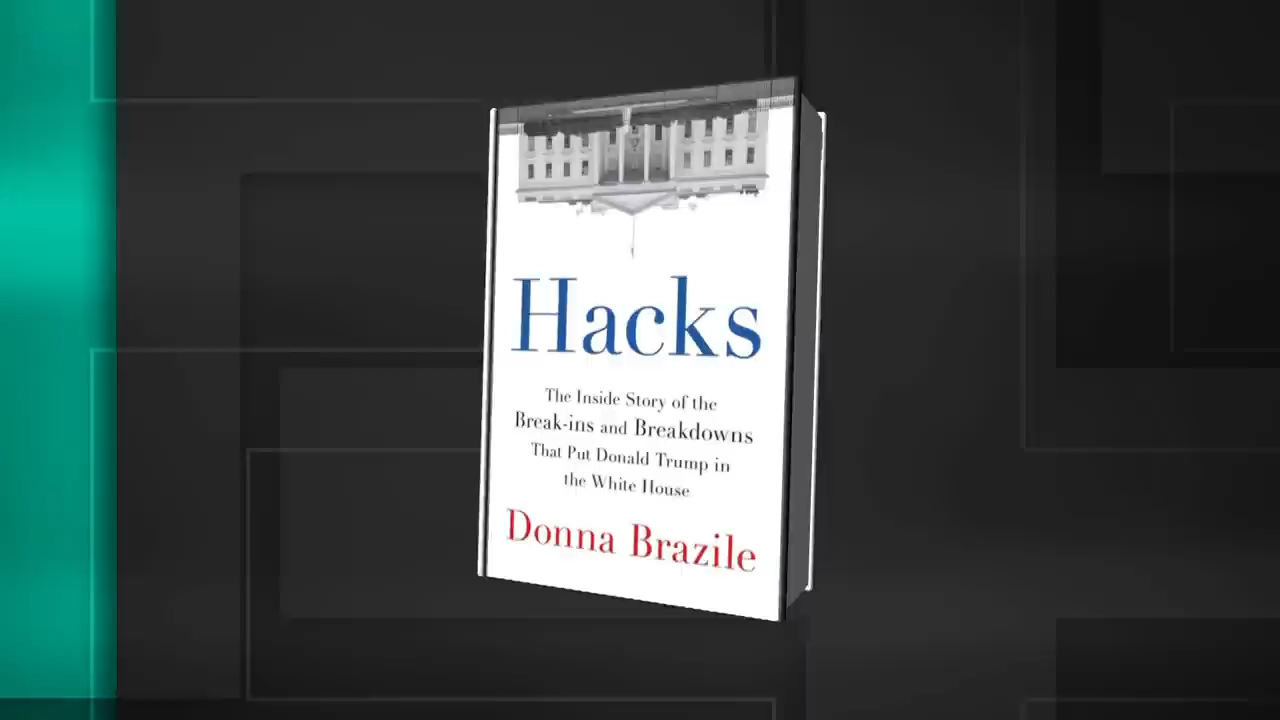 Hacks
The Inside Story of the
Break-ins and Breakdowns
That Put Donald Trump in
the White House
Donna Brazile